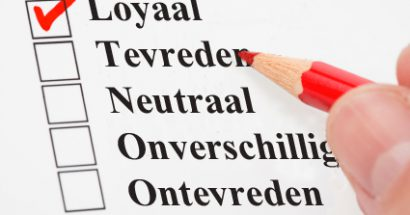 Loyaal
Tevreden
Neutraal
Onverschillig
Ontevreden